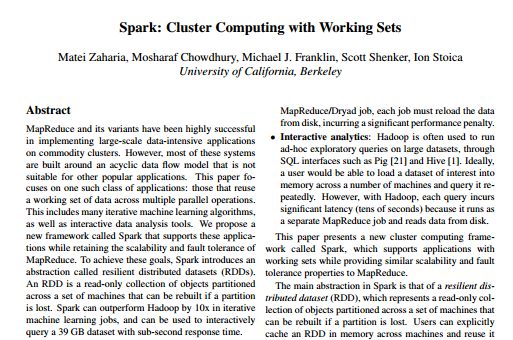 Spark: Cluster Computing with Working Sets
Matei Zaharia, Mosharaf Chowdhury, Michael J. Franklin, Scott Shenker, Ion Stoica
University of California, Berkeley
Abstract
MapReduce and its variants have been highly successful
in implementing large-scale data-intensive applications
on commodity clusters. However, most of these systems
are built around an acyclic data flow model that is not
suitable for other popular applications. This paper fo-
cuses on one such class of applications: those that reuse
a working set of data across multiple parallel operations.
This includes many iterative machine learning algorithms,
as well as interactive data analysis tools. We propose a
new framework called Spark that supports these applica-
tions while retaining the scalability and fault tolerance of
MapReduce. To achieve these goals, Spark introduces an
abstraction called resilient distributed datasets (RDDs).
An RDD is a read-only collection of objects partitioned
across a set of machines that can be rebuilt if a partition
is lost. Spark can outperform Hadoop by 10x in iterative
machine learning jobs, and can be used to interactively
query a 39 GB dataset with sub-second response time.
MapReduce/Dryad job, each job must reload the data
from disk, incurring a significant performance penalty.
• Interactive analytics: Hadoop is often used to run
ad-hoc exploratory queries on large datasets, through
SQL interfaces such as Pig [21] and Hive [1]. Ideally,
a user would be able to load a dataset of interest into
memory across a number of machines and query it re-
peatedly. However, with Hadoop, each query incurs
significant latency (tens of seconds) because it runs as
a separate MapReduce job and reads data from disk.
This paper presents a new cluster computing frame-
work called Spark, which supports applications with
working sets while providing similar scalability and fault
tolerance properties to MapReduce.
The main abstraction in Spark is that of a resilient dis-
tributed dataset (RDD), which represents a read-only col-
lection of objects partitioned across a set of machines that
can be rebuilt if a partition is lost. Users can explicitly
cache an RDD in memory across machines and reuse it